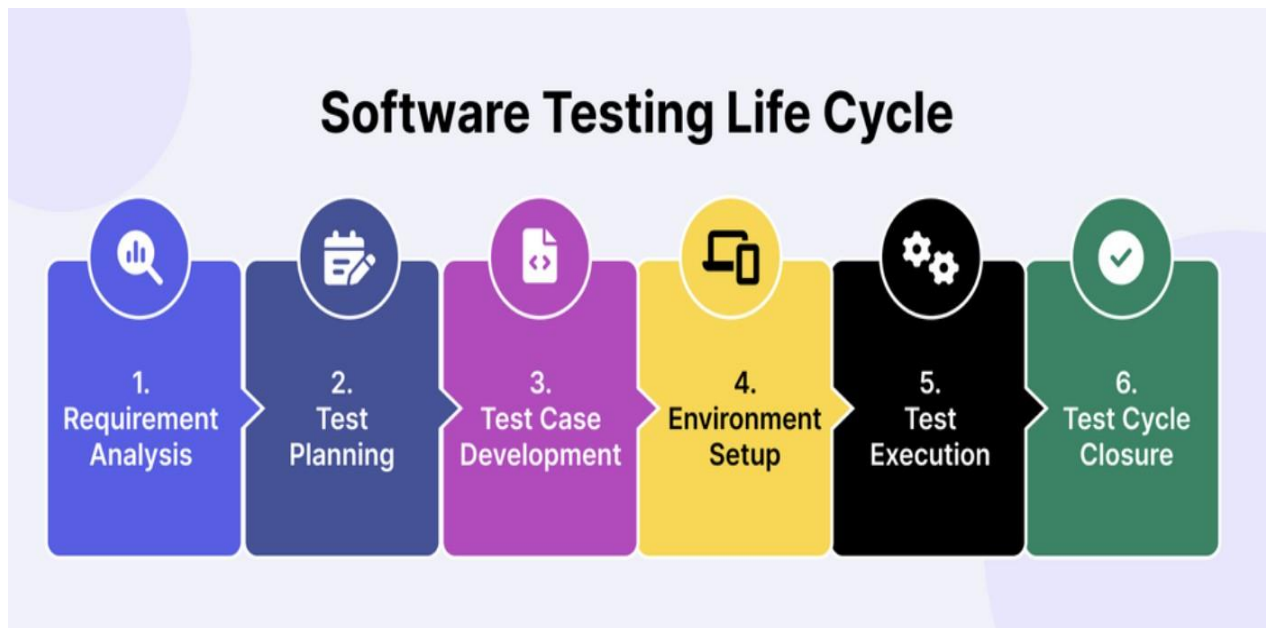 Software Testing Life Cycle
1.
Requirement
Analysis
2.
Test
Planning
3.
Test Case
Development
4.
Environment
Setup
5.
Test
Execution
6.
Test Cycle
Closure